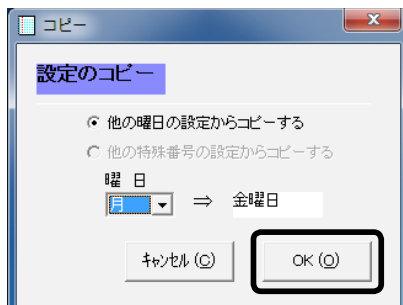 コピー
設定のコピー
他の曜日の設定からコピーする
他の特殊番号の設定からコピーする
曜 日
月 ⇒ 金曜日
キャンセル(C) OK(O)